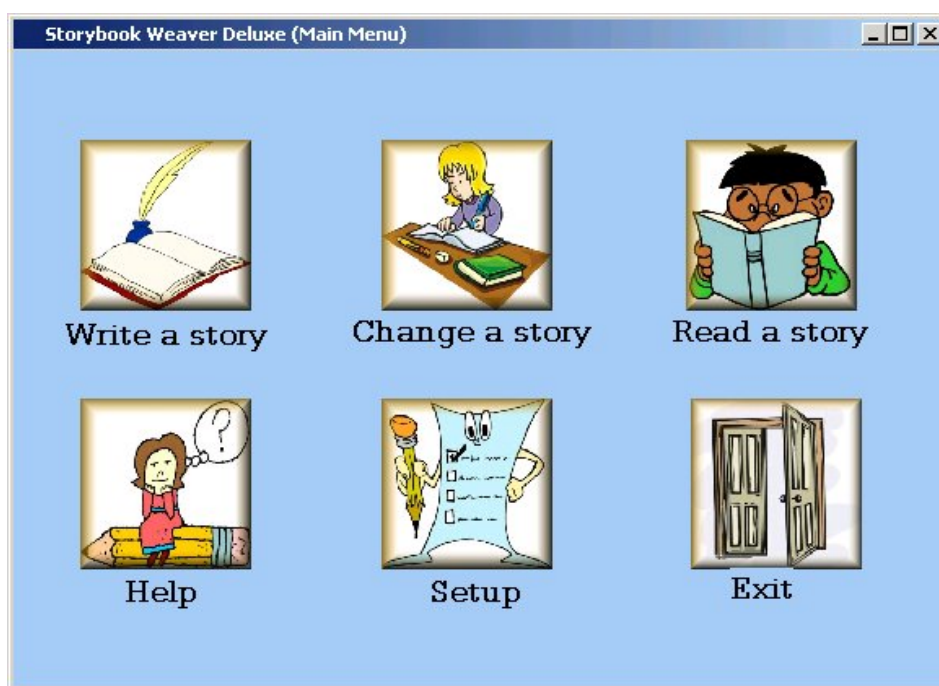 Storybook Weaver Deluxe (Main Menu)
Write a story
Change a story
Read a story
?
Help
Setup
Exit